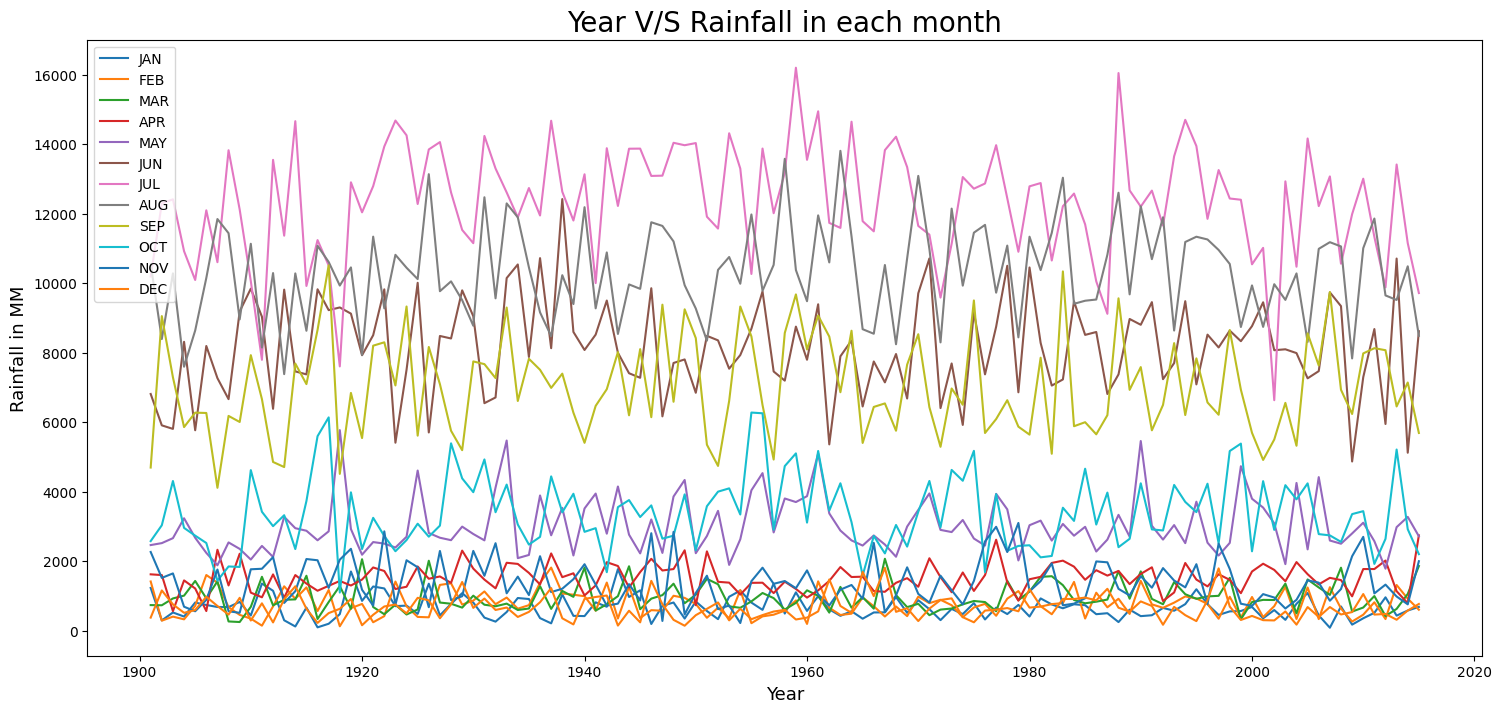 Year V/S Rainfall in each month
JAN
FEB
MAR
APR
MAY
JUN
JUL
AUG
SEP
OCT
NOV
DEC
16000
14000
12000
10000
8000
6000
4000
2000
0
Rainfall in MM
1900
1920
1940
1960
1980
2000
2020
Year